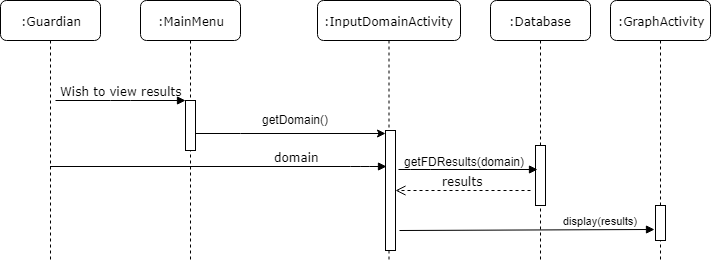 :Guardian
:MainMenu
:InputDomainActivity
:Database
:GraphActivity
Wish to view results
getDomain()
domain
getFDResults(domain)
results
display(results)